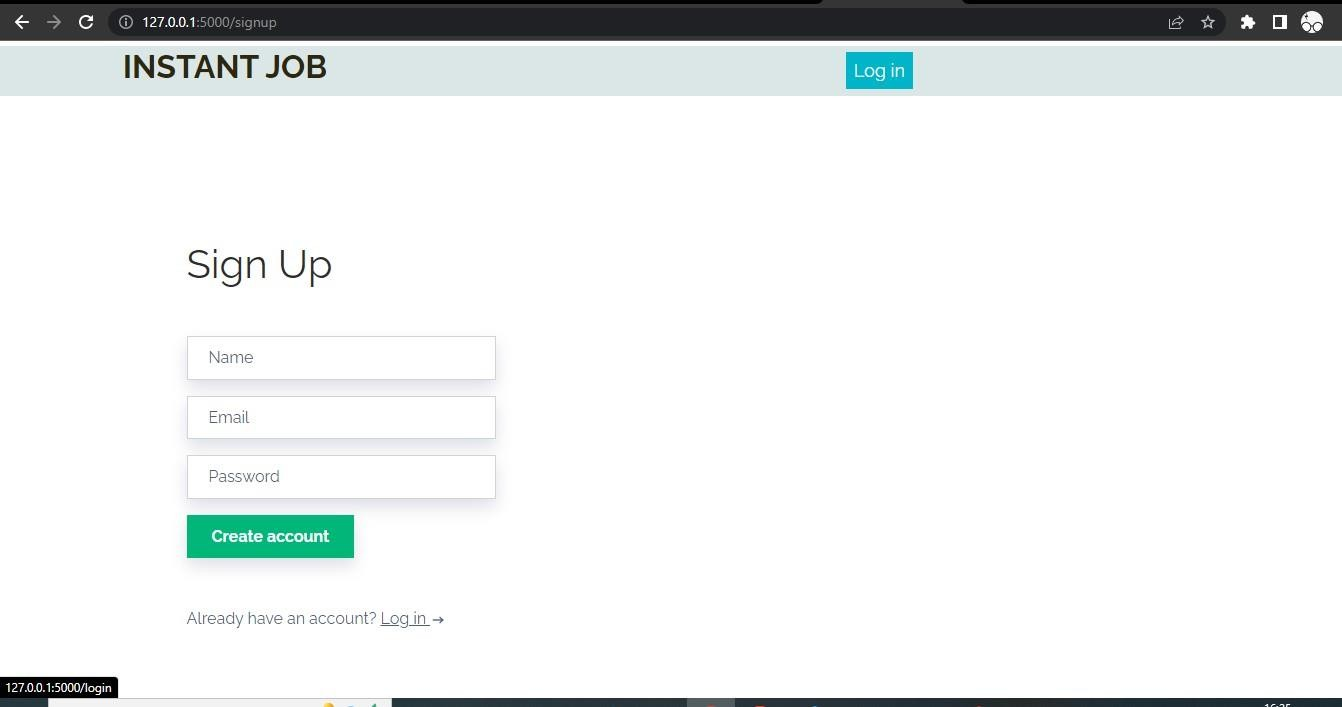 127.0.0.1:5000/signup
INSTANT JOB
Log in
Sign Up
Name
Email
Password
Create account
Already have an account? Log in →
127.0.0.1:5000/login